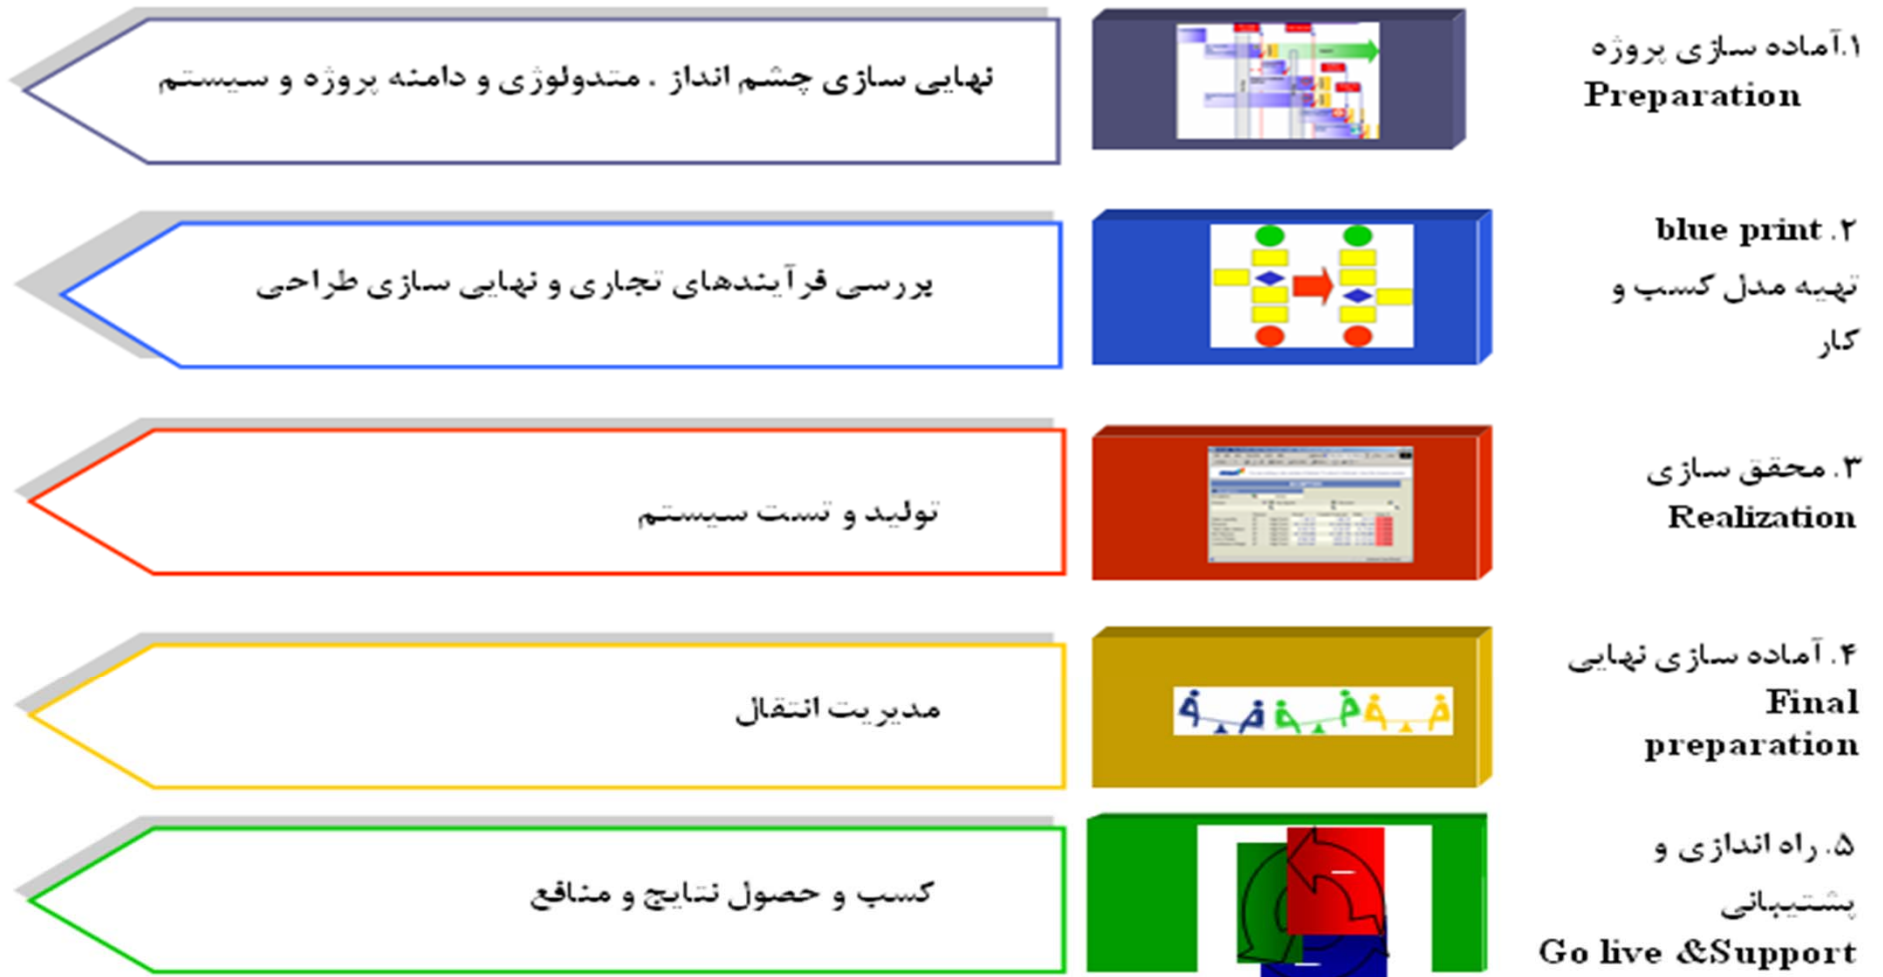 ۱.آماده سازی پروژه
Preparation
نهایی سازی چشم انداز . متدولوژی و دامنه پروژه و سیستم
۲. blue print
تهیه مدل کسب و
کار
بررسی فرآیندهای تجاری و نهایی سازی طراحی
۳. محقق سازی
Realization
تولید و تست سیستم
۴. آماده سازی نهایی
Final
preparation
مدیریت انتقال
۵. راه اندازی و
پشتیبانی
Go live &Support
کسب و حصول نتایج و منافع